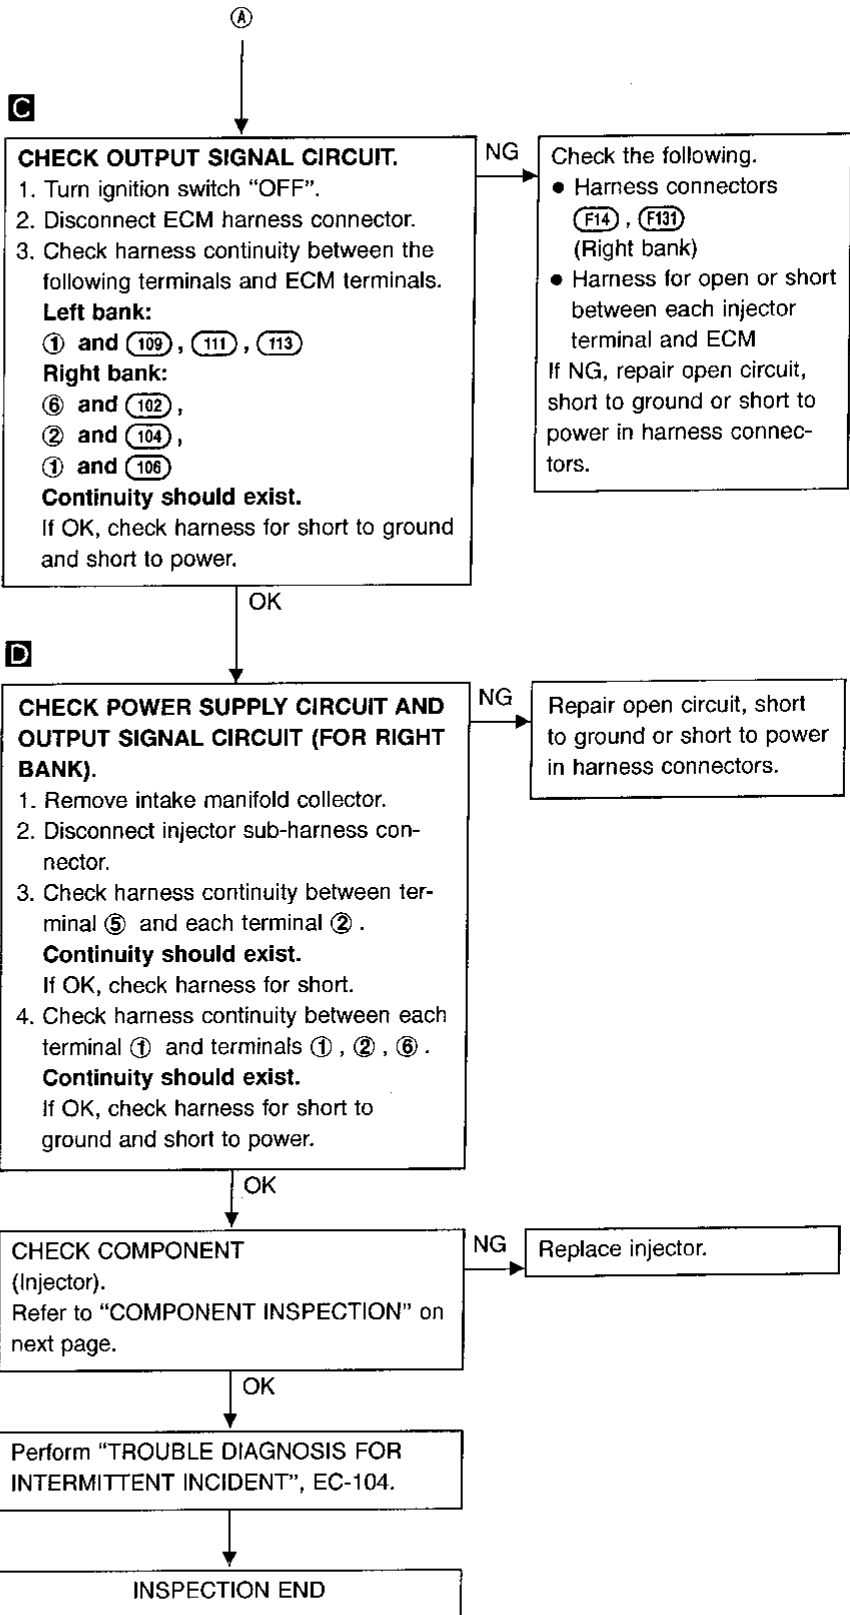 Ⓐ
C
CHECK OUTPUT SIGNAL CIRCUIT.
1. Turn ignition switch “OFF”.
2. Disconnect ECM harness connector.
3. Check harness continuity between the
following terminals and ECM terminals.
Left bank:
① and (109), (111), (113)
Right bank:
⑥ and (102),
② and (104),
① and (106)
Continuity should exist.
If OK, check harness for short to ground
and short to power.
NG
Check the following.
● Harness connectors
(F14), (F131)
(Right bank)
● Harness for open or short
between each injector
terminal and ECM
If NG, repair open circuit,
short to ground or short to
power in harness connec-
tors.
OK
D
CHECK POWER SUPPLY CIRCUIT AND
OUTPUT SIGNAL CIRCUIT (FOR RIGHT
BANK).
1. Remove intake manifold collector.
2. Disconnect injector sub-harness con-
nector.
3. Check harness continuity between ter-
minal ⑤ and each terminal ②.
Continuity should exist.
If OK, check harness for short.
4. Check harness continuity between each
terminal ① and terminals ①, ②, ⑥.
Continuity should exist.
If OK, check harness for short to
ground and short to power.
NG
Repair open circuit, short
to ground or short to power
in harness connectors.
OK
CHECK COMPONENT
(Injector).
Refer to “COMPONENT INSPECTION” on
next page.
NG
Replace injector.
OK
Perform “TROUBLE DIAGNOSIS FOR
INTERMITTENT INCIDENT”, EC-104.
INSPECTION END